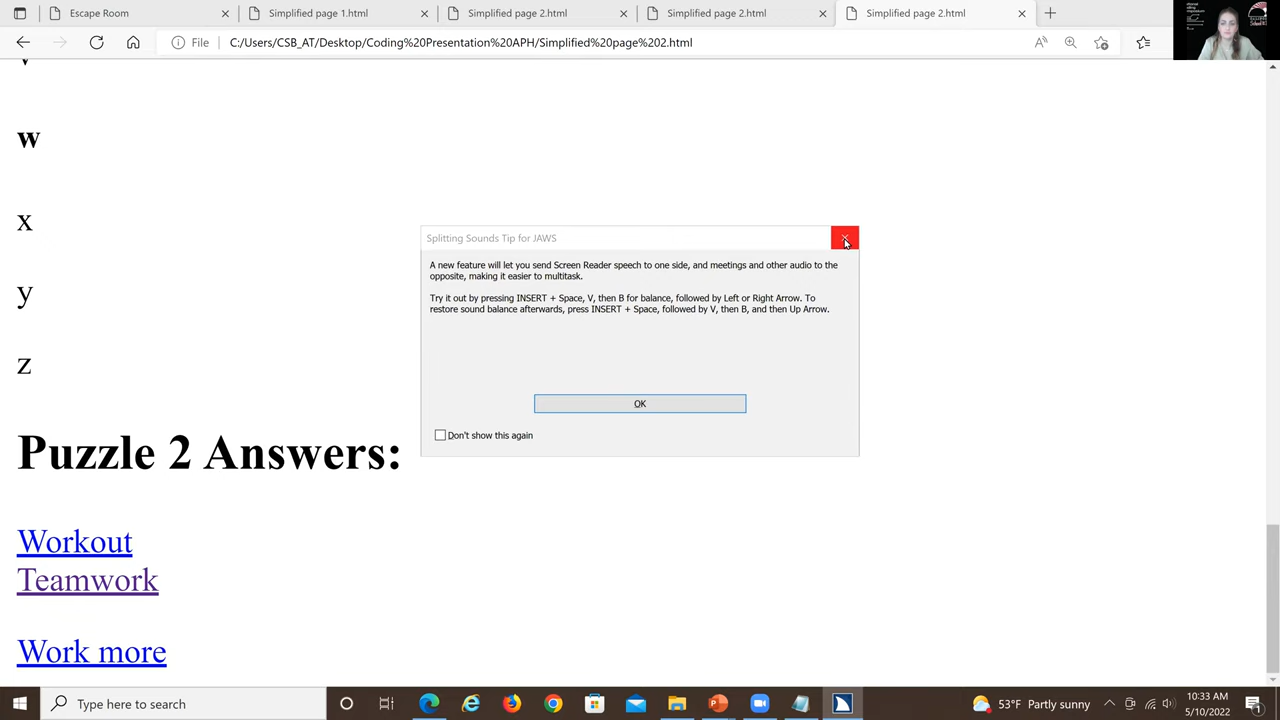 Escape Room
Simplified page 1.html
Simplified page 2.html
Simplified page 2.html
Simplified page 2.html
File
C:/Users/CSB_AT/Desktop/Coding%20Presentation%20APH/Simplified%20page%202.html
w
x
y
z
Splitting Sounds Tip for JAWS
A new feature will let you send Screen Reader speech to one side, and meetings and other audio to the
opposite, making it easier to multitask.
Try it out by pressing INSERT + Space, V, then B for balance, followed by Left or Right Arrow. To
restore sound balance afterwards, press INSERT + Space, followed by V, then B, and then Up Arrow.
OK
Don't show this again
Puzzle 2 Answers:
Workout
Teamwork
Work more
Type here to search
53°F Partly sunny
10:33 AM
5/10/2022